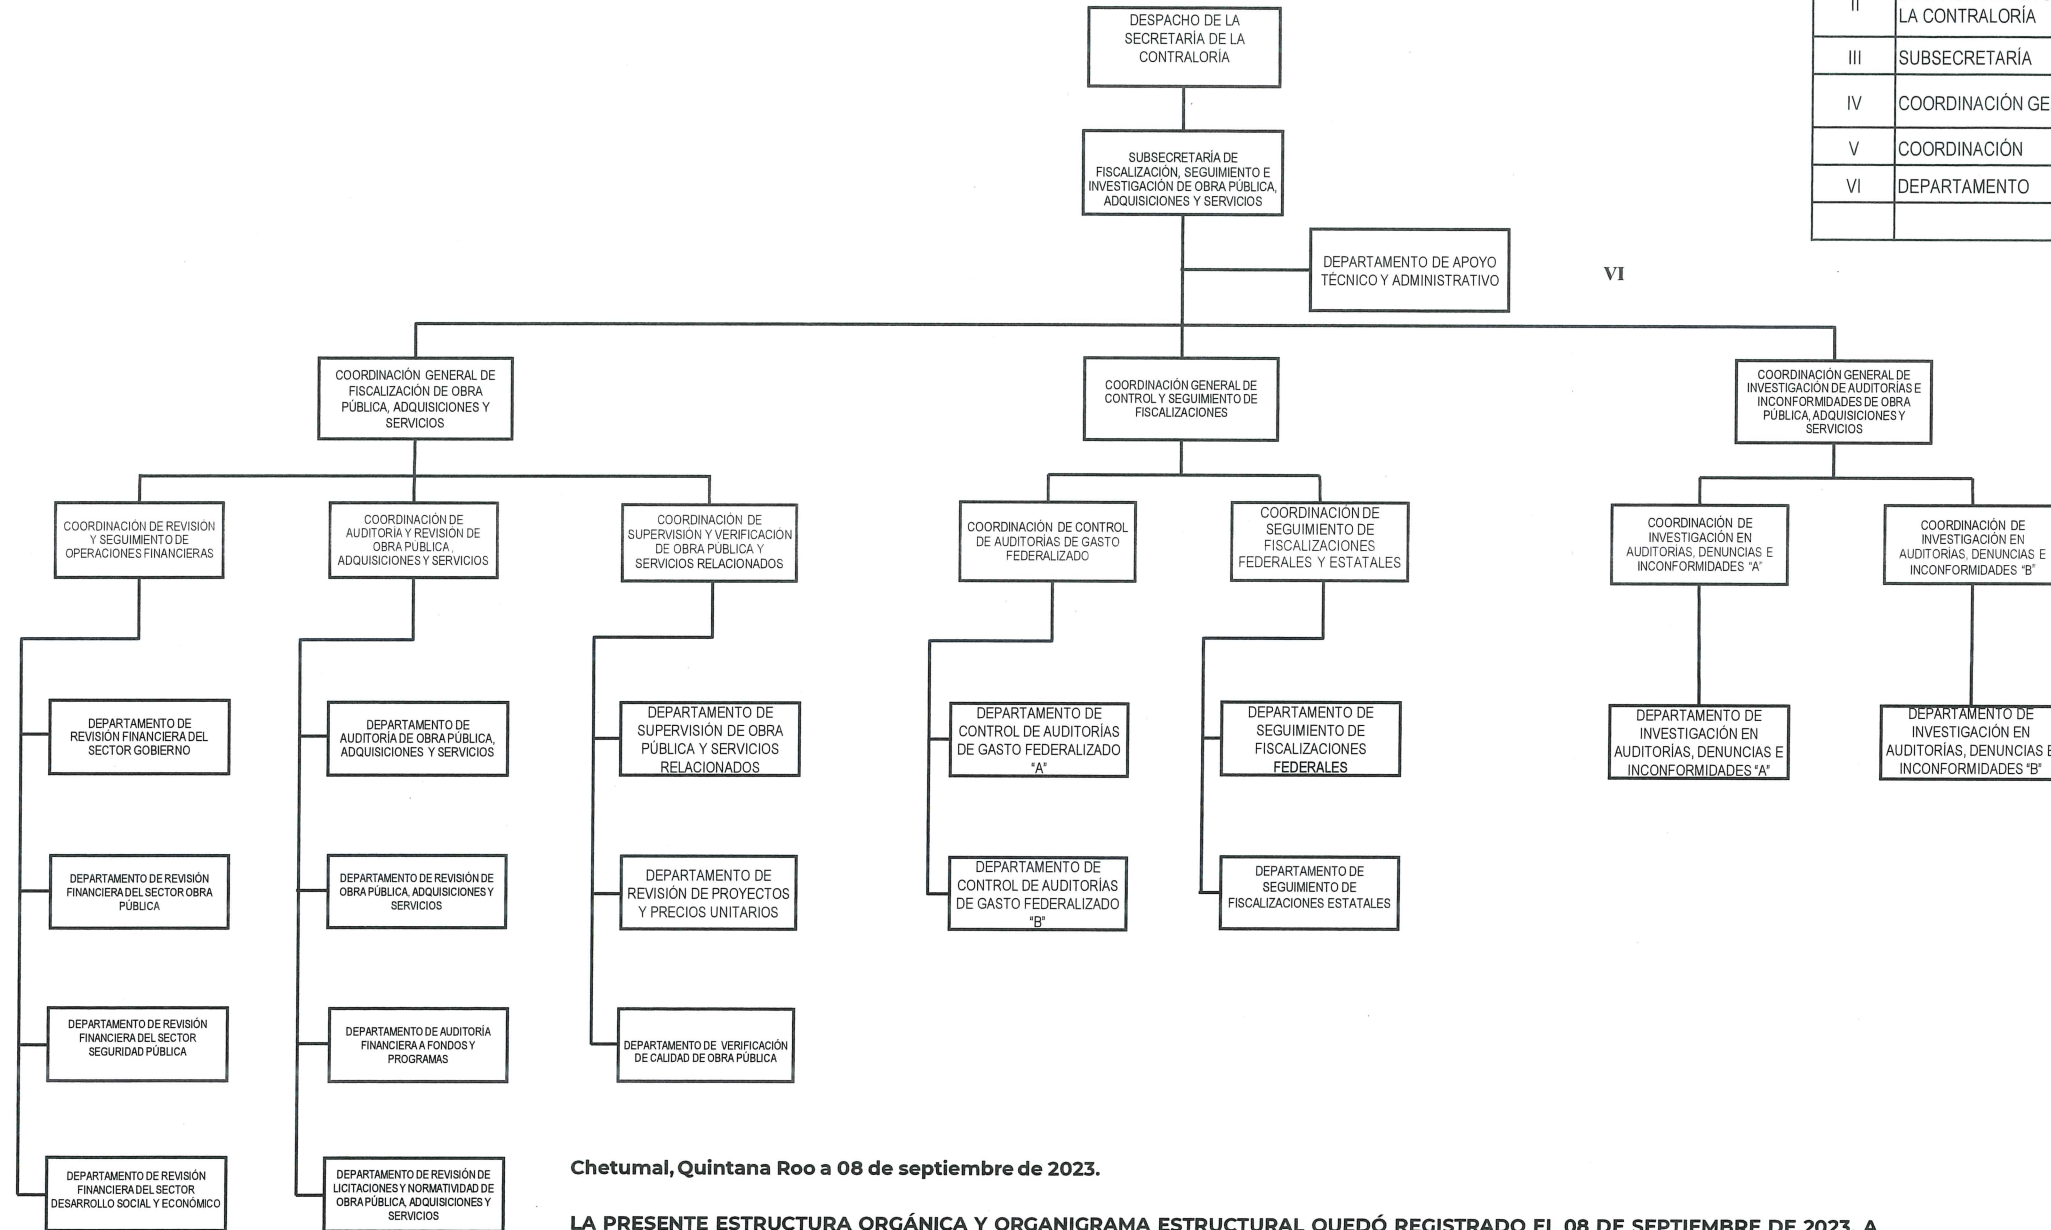 DESPACHO DE LA
SECRETARÍA DE LA
CONTRALORÍA
II
LA CONTRALORÍA
III SUBSECRETARÍA
IV COORDINACIÓN GE
V COORDINACIÓN
VI DEPARTAMENTO
SUBSECRETARÍA DE
FISCALIZACIÓN, SEGUIMIENTO E
INVESTIGACIÓN DE OBRA PÚBLICA,
ADQUISICIONES Y SERVICIOS
DEPARTAMENTO DE APOYO
TÉCNICO Y ADMINISTRATIVO
VI
COORDINACIÓN GENERAL DE
FISCALIZACIÓN DE OBRA
PÚBLICA, ADQUISICIONES Y
SERVICIOS
COORDINACIÓN GENERAL DE
CONTROL Y SEGUIMIENTO DE
FISCALIZACIONES
COORDINACIÓN GENERAL DE
INVESTIGACIÓN DE AUDITORÍAS E
INCONFORMIDADES DE OBRA
PÚBLICA, ADQUISICIONES Y
SERVICIOS
COORDINACIÓN DE REVISIÓN
Y SEGUIMIENTO DE
OPERACIONES FINANCIERAS
COORDINACIÓN DE
AUDITORÍA Y REVISIÓN DE
OBRA PÚBLICA,
ADQUISICIONES Y SERVICIOS
COORDINACIÓN DE
SUPERVISIÓN Y VERIFICACIÓN
DE OBRA PÚBLICA Y
SERVICIOS RELACIONADOS
COORDINACIÓN DE CONTROL
DE AUDITORÍAS DE GASTO
FEDERALIZADO
COORDINACIÓN DE
SEGUIMIENTO DE
FISCALIZACIONES
FEDERALES Y ESTATALES
COORDINACIÓN DE
INVESTIGACIÓN EN
AUDITORÍAS, DENUNCIAS E
INCONFORMIDADES “A”
COORDINACIÓN DE
INVESTIGACIÓN EN
AUDITORÍAS, DENUNCIAS E
INCONFORMIDADES “B”
DEPARTAMENTO DE
REVISIÓN FINANCIERA DEL
SECTOR GOBIERNO
DEPARTAMENTO DE
AUDITORÍA DE OBRA PÚBLICA,
ADQUISICIONES Y SERVICIOS
DEPARTAMENTO DE
SUPERVISIÓN DE OBRA
PÚBLICA Y SERVICIOS
RELACIONADOS
DEPARTAMENTO DE
CONTROL DE AUDITORÍAS
DE GASTO FEDERALIZADO
“A”
DEPARTAMENTO DE
SEGUIMIENTO DE
FISCALIZACIONES
FEDERALES
DEPARTAMENTO DE
INVESTIGACIÓN EN
AUDITORÍAS, DENUNCIAS E
INCONFORMIDADES “A”
DEPARTAMENTO DE
INVESTIGACIÓN EN
AUDITORÍAS, DENUNCIAS E
INCONFORMIDADES “B”
DEPARTAMENTO DE REVISIÓN
FINANCIERA DEL SECTOR OBRA
PÚBLICA
DEPARTAMENTO DE REVISIÓN DE
OBRA PÚBLICA, ADQUISICIONES Y
SERVICIOS
DEPARTAMENTO DE
REVISIÓN DE PROYECTOS
Y PRECIOS UNITARIOS
DEPARTAMENTO DE
CONTROL DE AUDITORÍAS
DE GASTO FEDERALIZADO
“B”
DEPARTAMENTO DE
SEGUIMIENTO DE
FISCALIZACIONES ESTATALES
DEPARTAMENTO DE REVISIÓN
FINANCIERA DEL SECTOR
SEGURIDAD PÚBLICA
DEPARTAMENTO DE AUDITORÍA
FINANCIERA A FONDOS Y
PROGRAMAS
DEPARTAMENTO DE VERIFICACIÓN
DE CALIDAD DE OBRA PÚBLICA
DEPARTAMENTO DE REVISIÓN
FINANCIERA DEL SECTOR
DESARROLLO SOCIAL Y ECONÓMICO
DEPARTAMENTO DE REVISIÓN DE
LICITACIONES Y NORMATIVIDAD DE
OBRA PÚBLICA, ADQUISICIONES Y
SERVICIOS
Chetumal, Quintana Roo a 08 de septiembre de 2023.
LA PRESENTE ESTRUCTURA ORGÁNICA Y ORGANIGRAMA ESTRUCTURAL QUEDÓ REGISTRADO EL 08 DE SEPTIEMBRE DE 2023, A